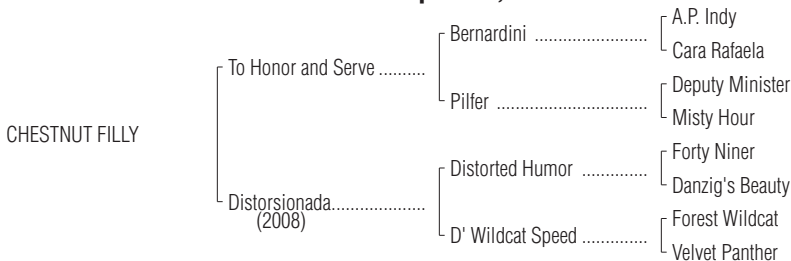 A.P. Indy
Bernardini ........................
Cara Rafaela
To Honor and Serve ..........
Deputy Minister
Pilfer ................................
Misty Hour
CHESTNUT FILLY
Forty Niner
Distorted Humor ..............
Danzig's Beauty
Distorsionada....................
(2008)
Forest Wildcat
D' Wildcat Speed ..............
Velvet Panther